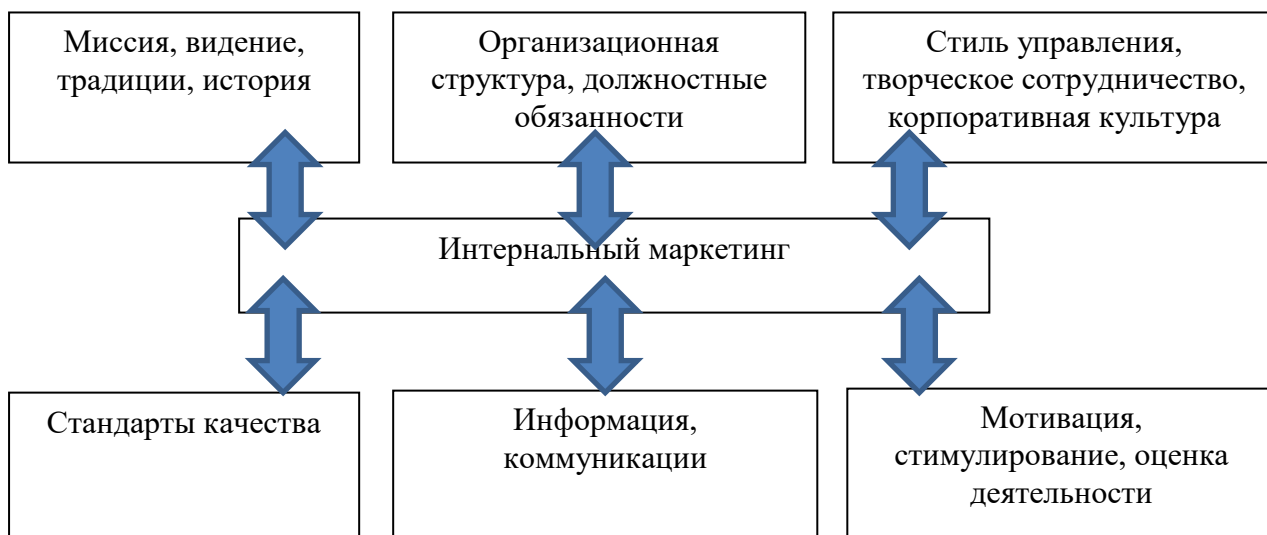 Миссия, видение,
традиции, история
Организационная
структура, должностные
обязанности
Стиль управления,
творческое сотрудничество,
корпоративная культура
Интернальный маркетинг
Стандарты качества
Информация,
коммуникации
Мотивация,
стимулирование, оценка
деятельности